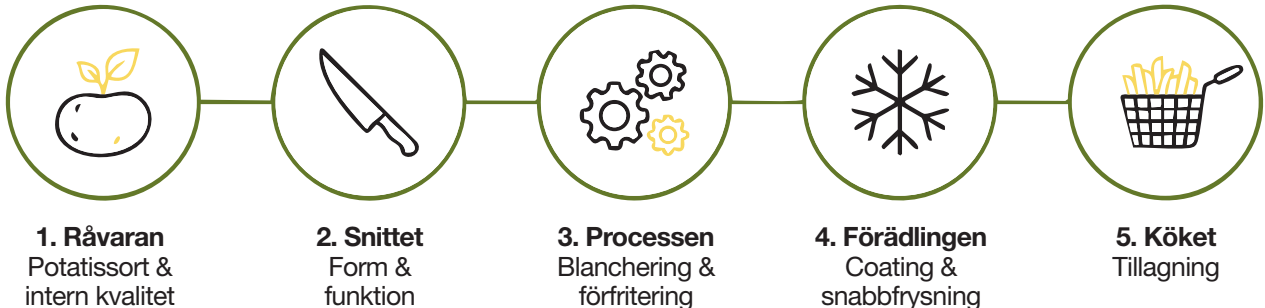 1. Råvaran
Potatissort &
intern kvalitet
2. Snittet
Form &
funktion
3. Processen
Blanchering &
förfritering
4. Förädlingen
Coating &
snabbfrysning
5. Köket
Tillagning